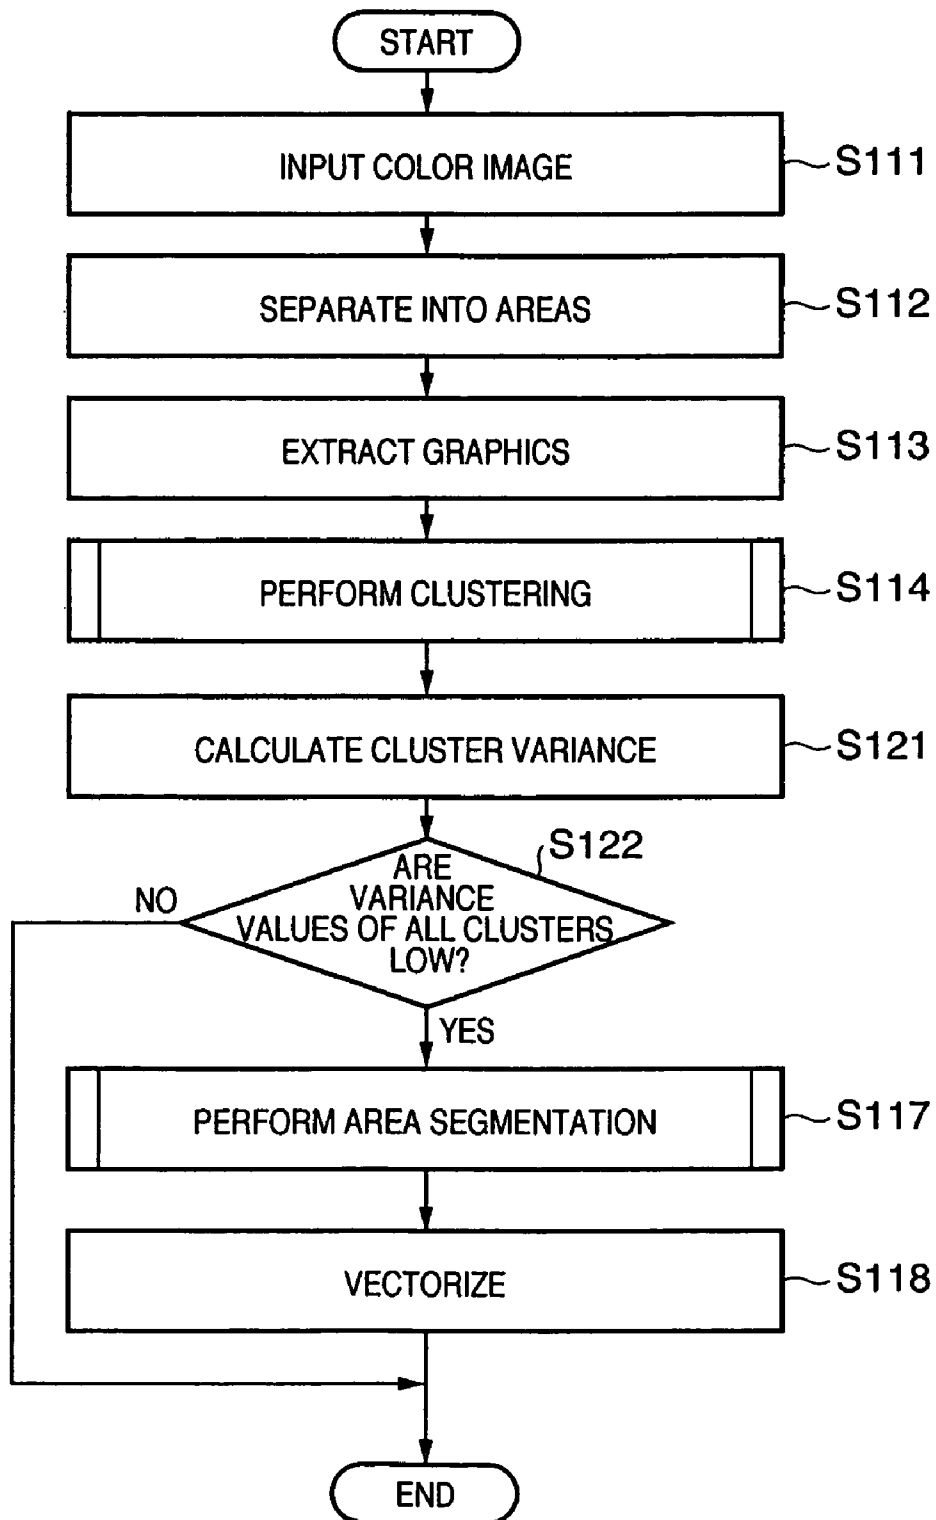 START
INPUT COLOR IMAGE
S111
SEPARATE INTO AREAS
S112
EXTRACT GRAPHICS
S113
PERFORM CLUSTERING
S114
CALCULATE CLUSTER VARIANCE
S121
S122
ARE
VARIANCE
VALUES OF ALL CLUSTERS
LOW?
NO
YES
PERFORM AREA SEGMENTATION
S117
VECTORIZE
S118
END